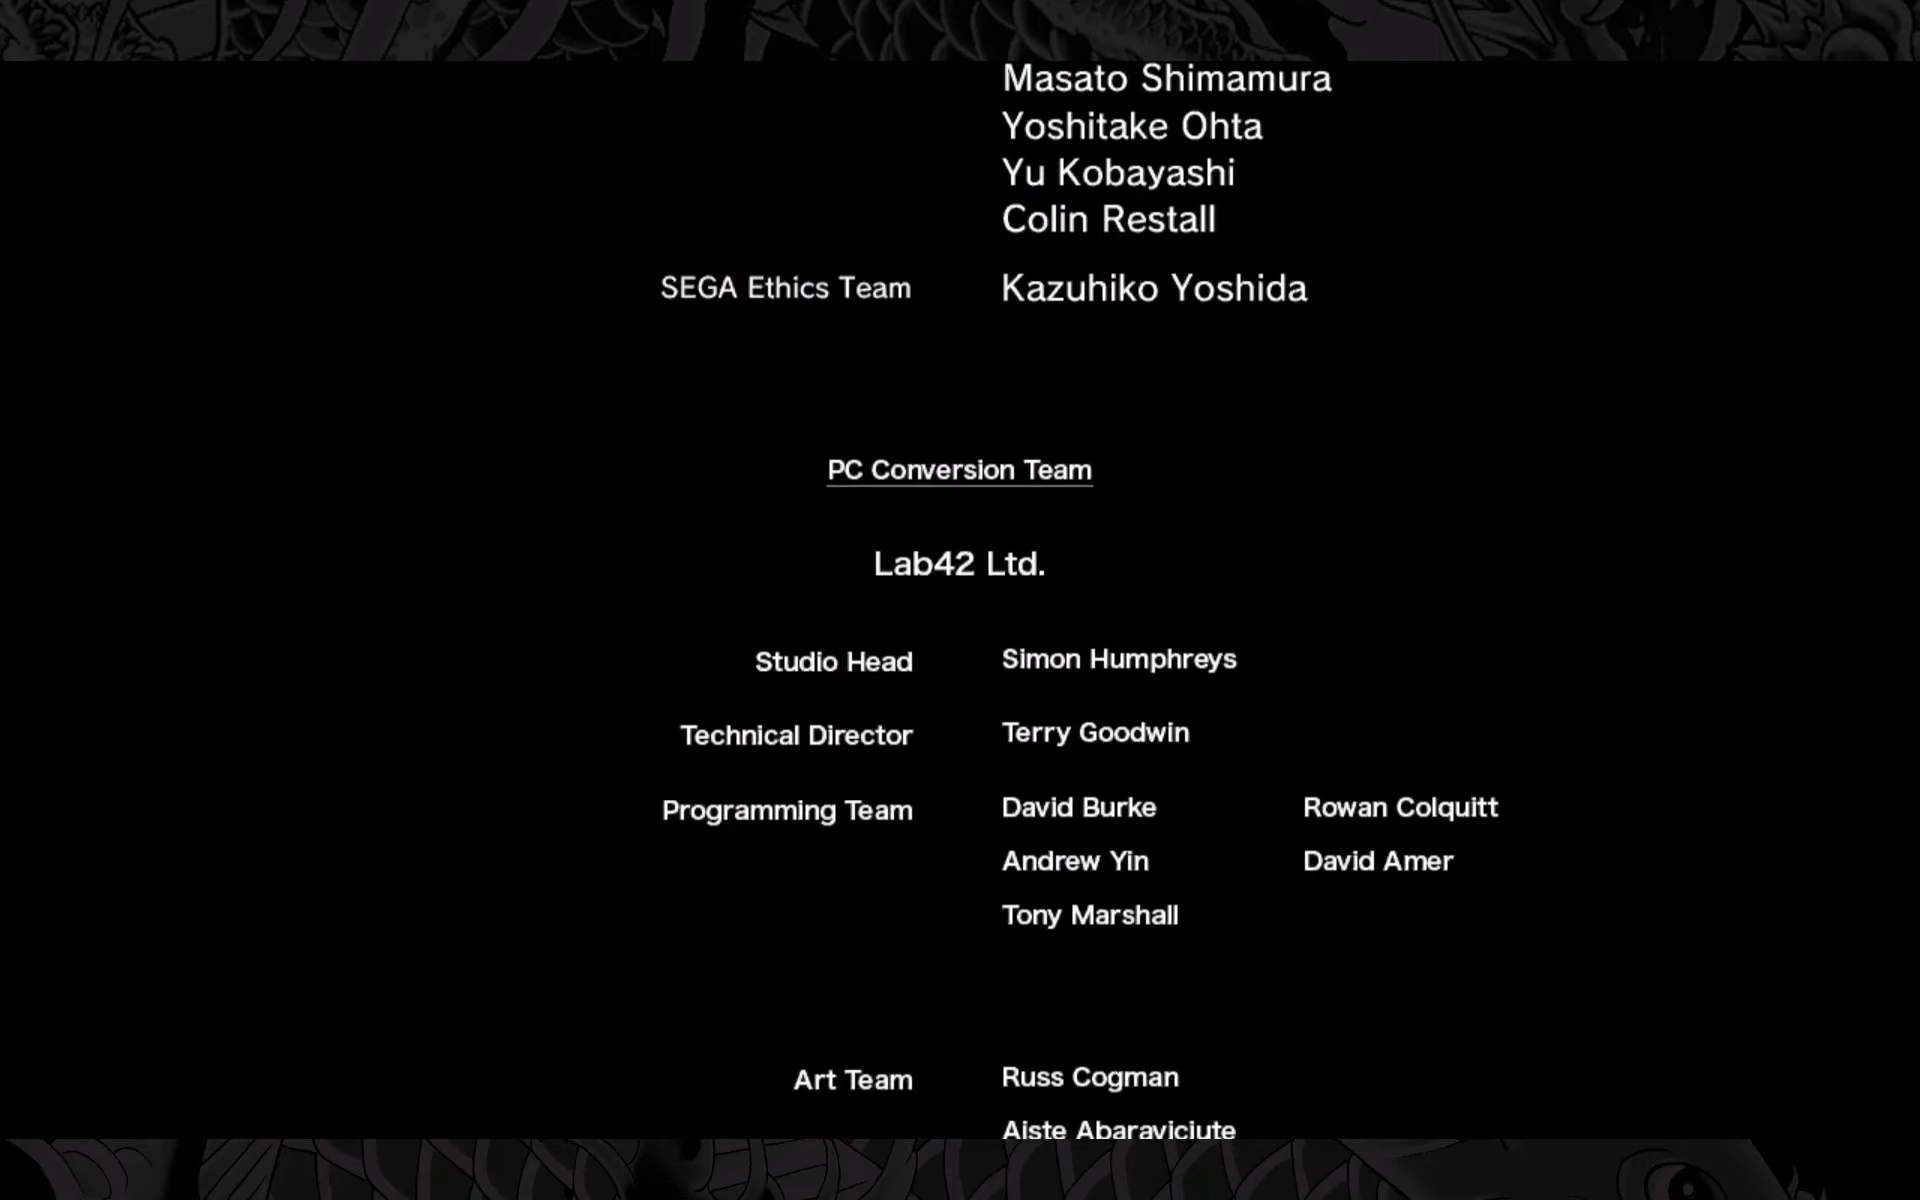 Masato Shimamura
Yoshitake Ohta
Yu Kobayashi
Colin Restall
SEGA Ethics Team Kazuhiko Yoshida
PC Conversion Team
Lab42 Ltd.
Studio Head Simon Humphreys
Technical Director Terry Goodwin
Programming Team David Burke Rowan Colquitt
Andrew Yin David Amer
Tony Marshall
Art Team Russ Cogman
Aiste Abaraviciute